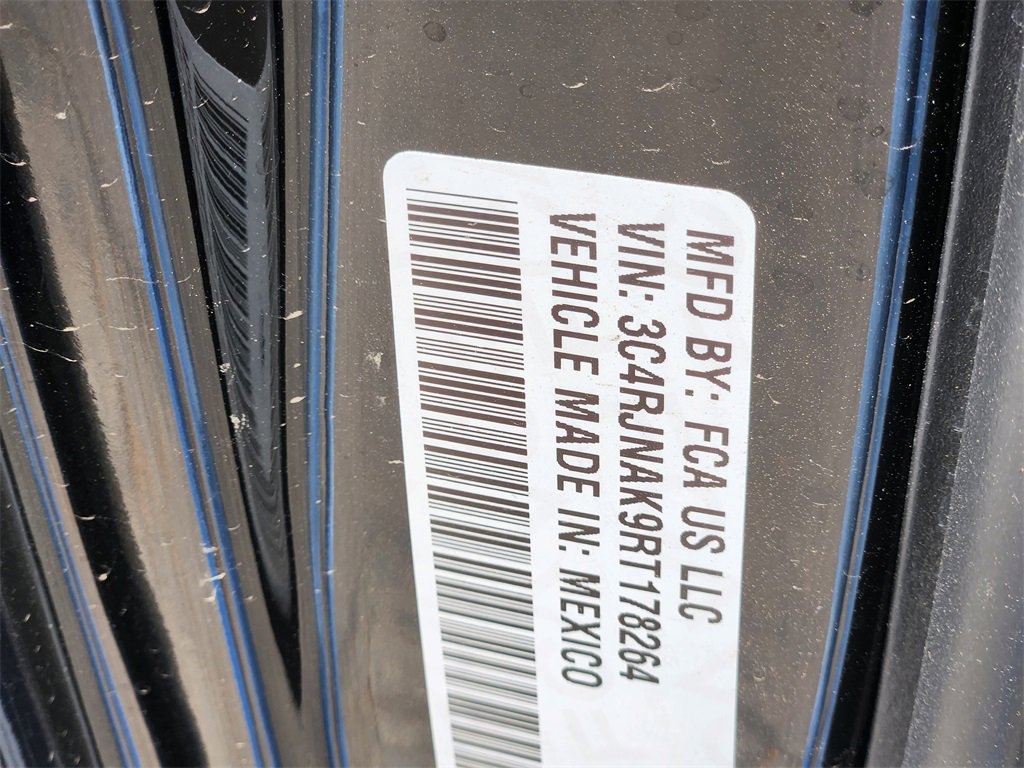 MFD BY: FCA US LLC
VIN: 3C4RJNAK9RT178264
VEHICLE MADE IN: MEXICO